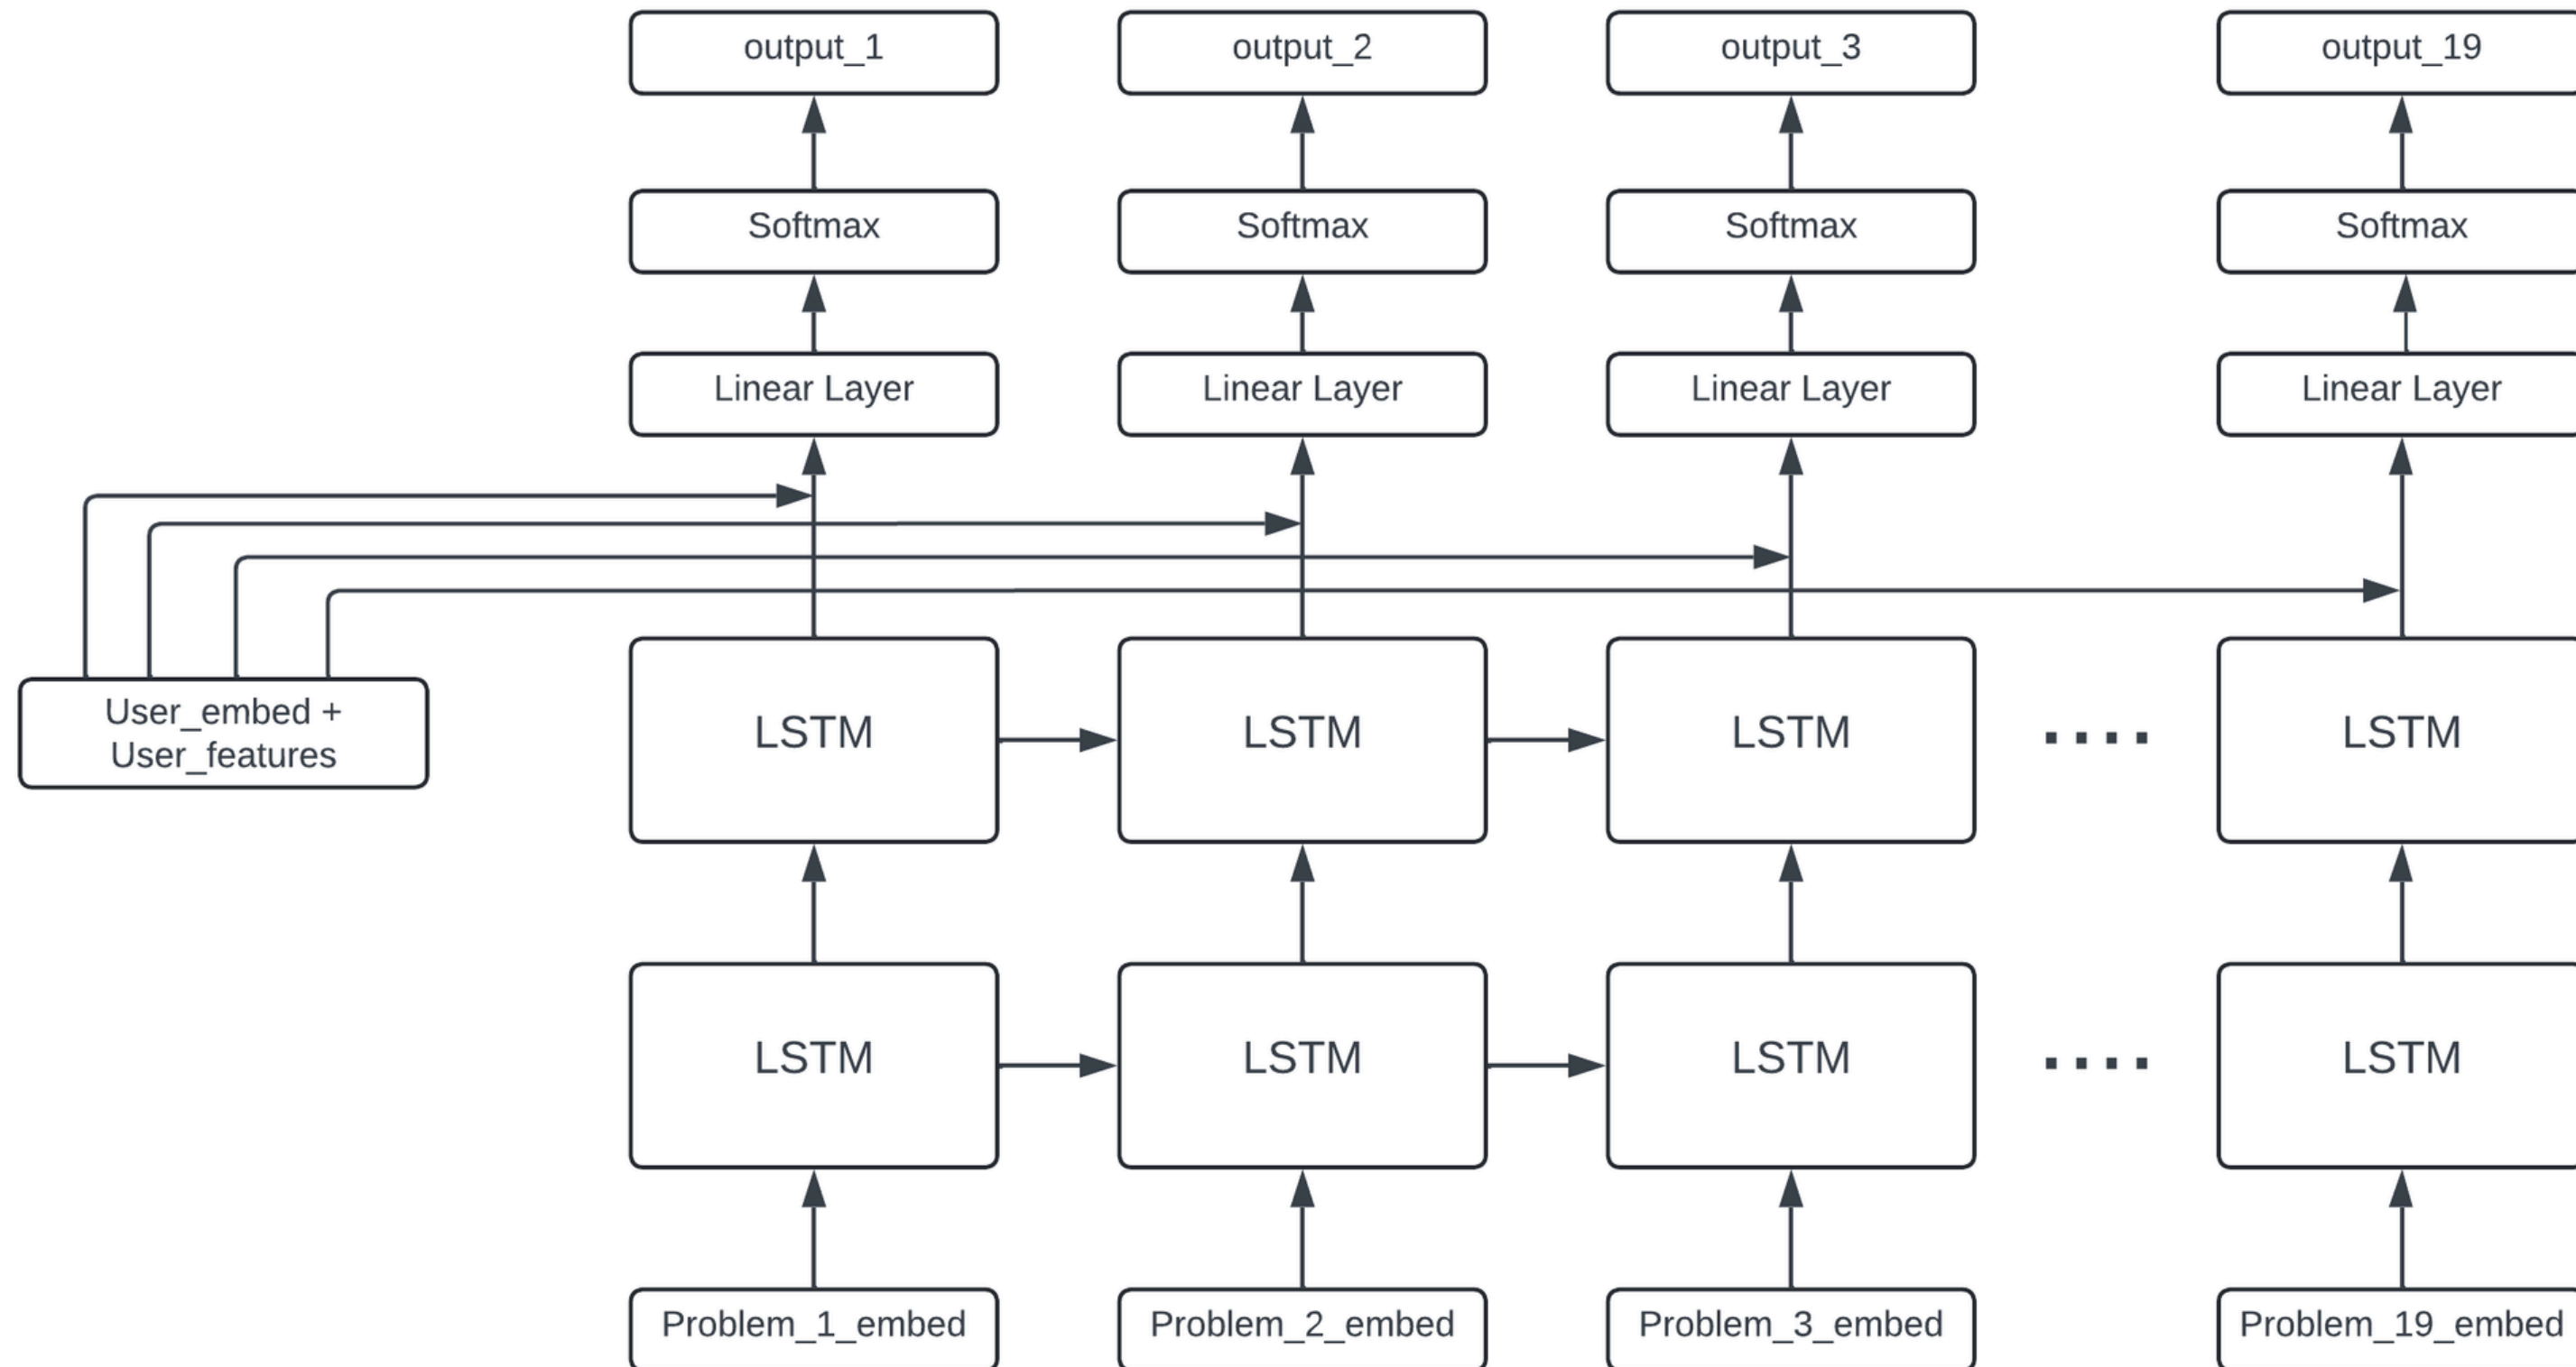 output_1
output_2
output_3
output_19
Softmax
Softmax
Softmax
Softmax
Linear Layer
Linear Layer
Linear Layer
Linear Layer
User_embed +
User_features
LSTM
LSTM
LSTM
....
LSTM
LSTM
LSTM
LSTM
....
LSTM
Problem_1_embed
Problem_2_embed
Problem_3_embed
Problem_19_embed